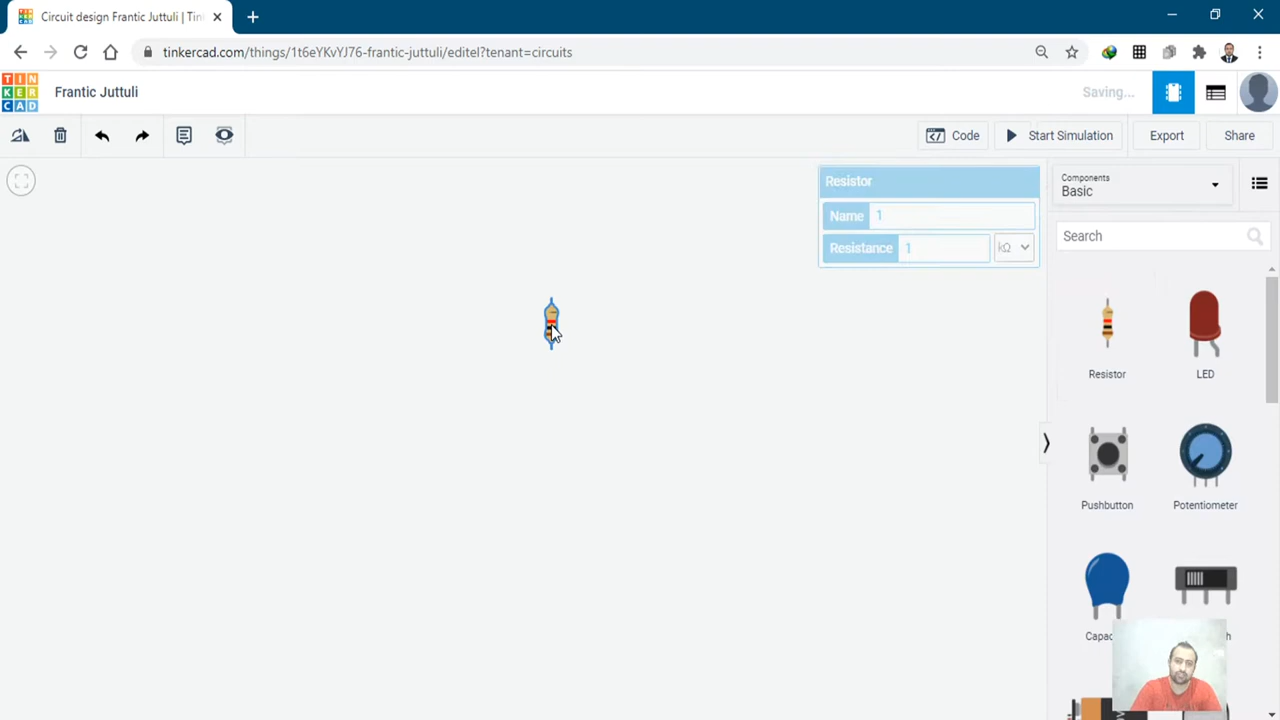 Circuit design Frantic Juttuli | Tin
tinkercad.com/things/1t6eYKvYJ76-frantic-juttuli/editel?tenant=circuits
TIN
KER
CAD
Frantic Juttuli
Saving...
Code
Start Simulation
Export
Share
Resistor
Name 1
Resistance 1 kΩ
Components
Basic
Search
Resistor
LED
Pushbutton
Potentiometer
Capac
h